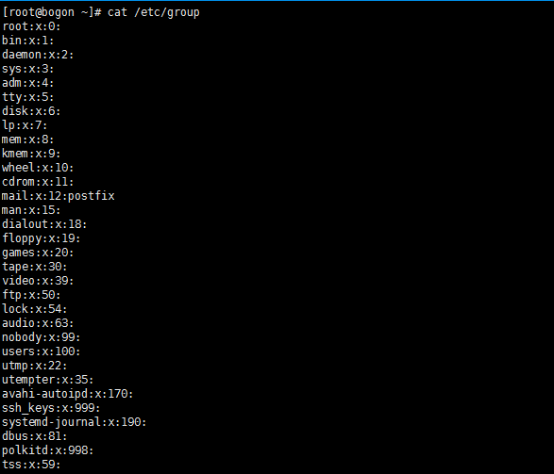 [root@bogon ~]# cat /etc/group
root:x:0:
bin:x:1:
daemon:x:2:
sys:x:3:
adm:x:4:
tty:x:5:
disk:x:6:
lp:x:7:
mem:x:8:
kmem:x:9:
wheel:x:10:
cdrom:x:11:
mail:x:12:postfix
man:x:15:
dialout:x:18:
floppy:x:19:
games:x:20:
tape:x:30:
video:x:39:
ftp:x:50:
lock:x:54:
audio:x:63:
nobody:x:99:
users:x:100:
utmp:x:22:
utempter:x:35:
avahi-autoipd:x:170:
ssh_keys:x:999:
systemd-journal:x:190:
dbus:x:81:
polkitd:x:998:
tss:x:59: